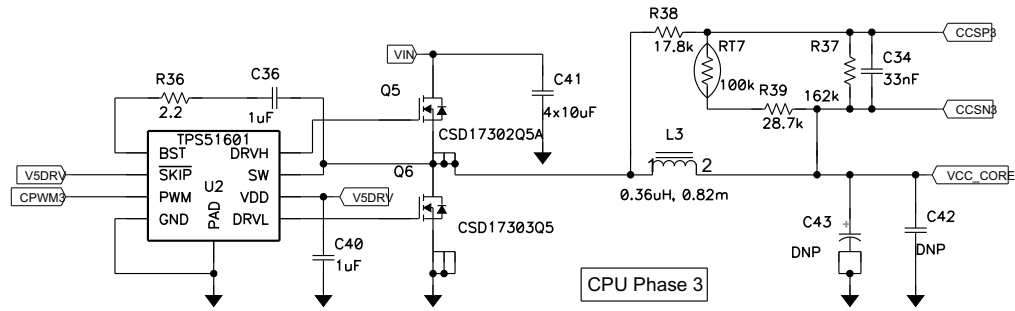 R38
17.8k
RT7
100k
R39
28.7k
R37
162k
C34
33nF
CCSP3
CCSN3
VIN
C41
4x10uF
Q5
CSD17302Q5A
R36
2.2
C36
1uF
TPS51601
BST
DRVH
SKIP
SW
PWM
VDD
GND
DRVL
U2
PAD
V5DRV
CPWM3
V5DRV
C40
1uF
Q6
CSD17303Q5
L3
1
2
0.36uH, 0.82m
VCC_CORE
C43
+
DNP
C42
DNP
CPU Phase 3